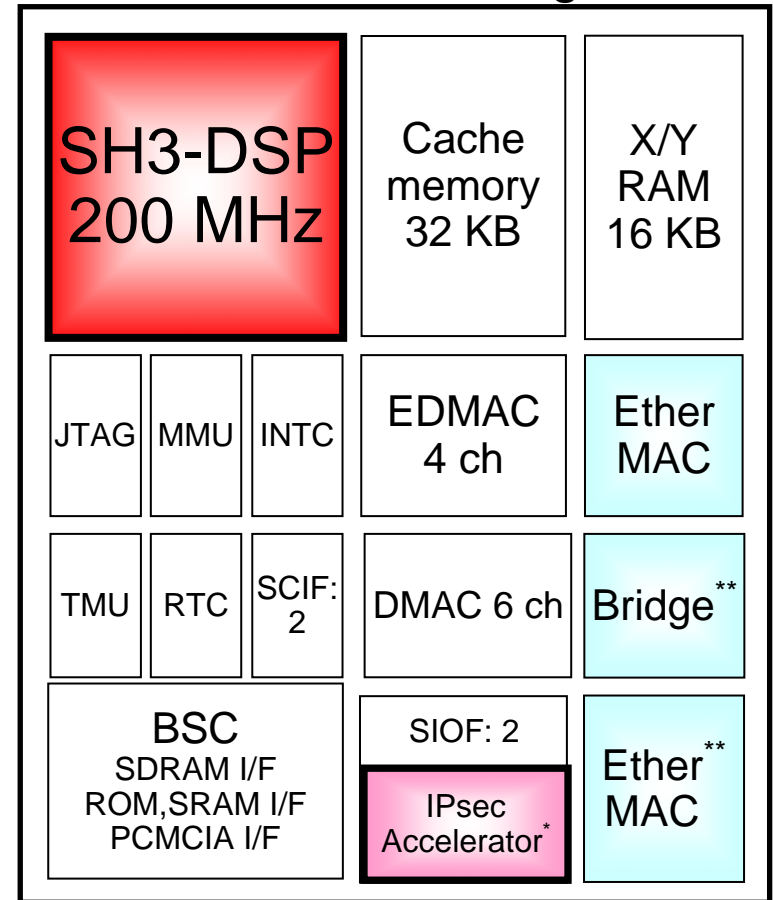 SH3-DSP
200 MHz
Cache
memory
32 KB
X/Y
RAM
16 KB
JTAG
MMU
INTC
EDMAC
4 ch
Ether
MAC
TMU
RTC
SCIF:
2
DMAC 6 ch
Bridge**
BSC
SDRAM I/F
ROM,SRAM I/F
PCMCIA I/F
SIOF: 2
IPsec
Accelerator*
Ether**
MAC